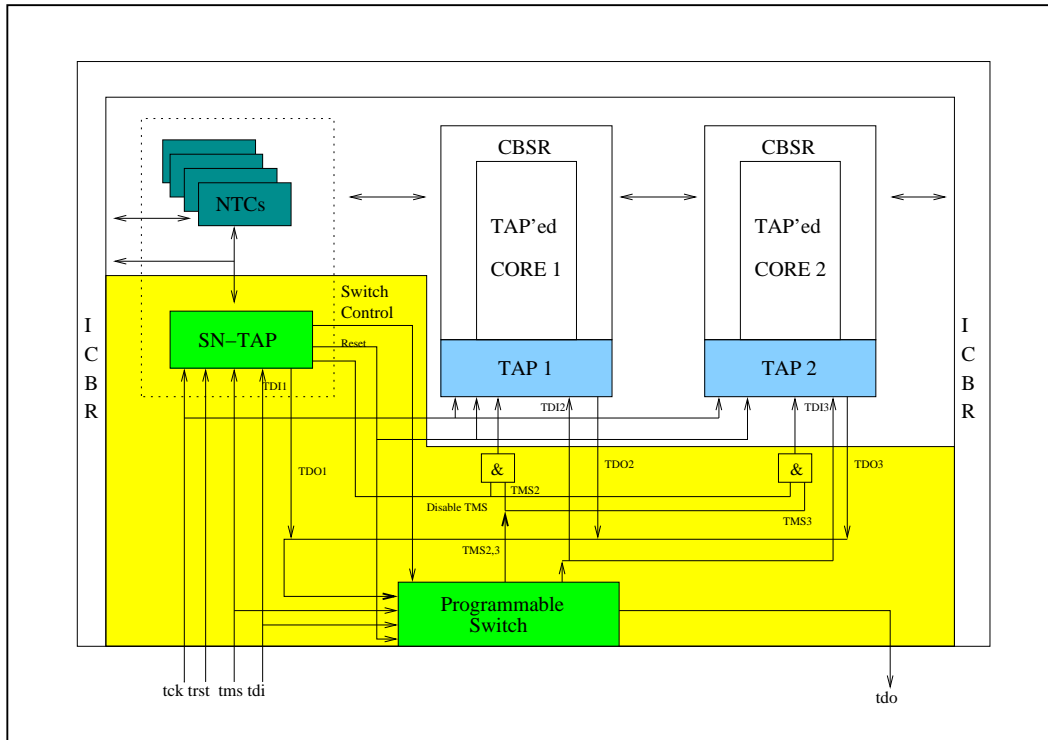 CBSR
CBSR
NTCs
TAP'ed
CORE 1
TAP'ed
CORE 2
Switch
Control
I
C
B
R
I
C
B
R
SN–TAP
Reset
TAP 1
TAP 2
TDI1
TDI2
TDI3
TDO1
&
&
TDO2
TDO3
TMS2
Disable TMS
TMS3
TMS2,3
Programmable
Switch
tck trst tms tdi
tdo